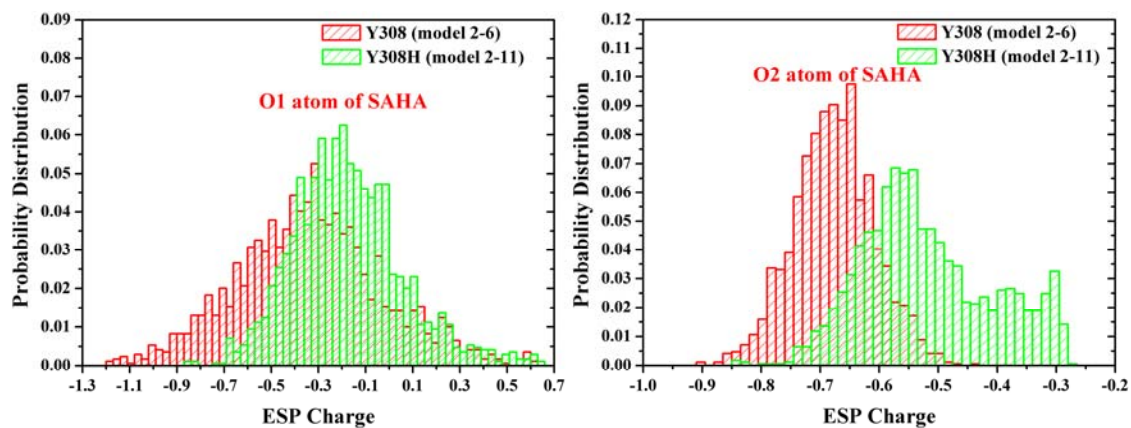 0.09
0.08
0.07
0.06
0.05
0.04
0.03
0.02
0.01
0.00
Probability Distribution
Y308 (model 2-6)
Y308H (model 2-11)
O1 atom of SAHA
-1.3 -1.1 -0.9 -0.7 -0.5 -0.3 -0.1 0.1 0.3 0.5 0.7
ESP Charge
0.12
0.11
0.10
0.09
0.08
0.07
0.06
0.05
0.04
0.03
0.02
0.01
0.00
Probability Distribution
Y308 (model 2-6)
Y308H (model 2-11)
O2 atom of SAHA
-1.0 -0.9 -0.8 -0.7 -0.6 -0.5 -0.4 -0.3 -0.2
ESP Charge